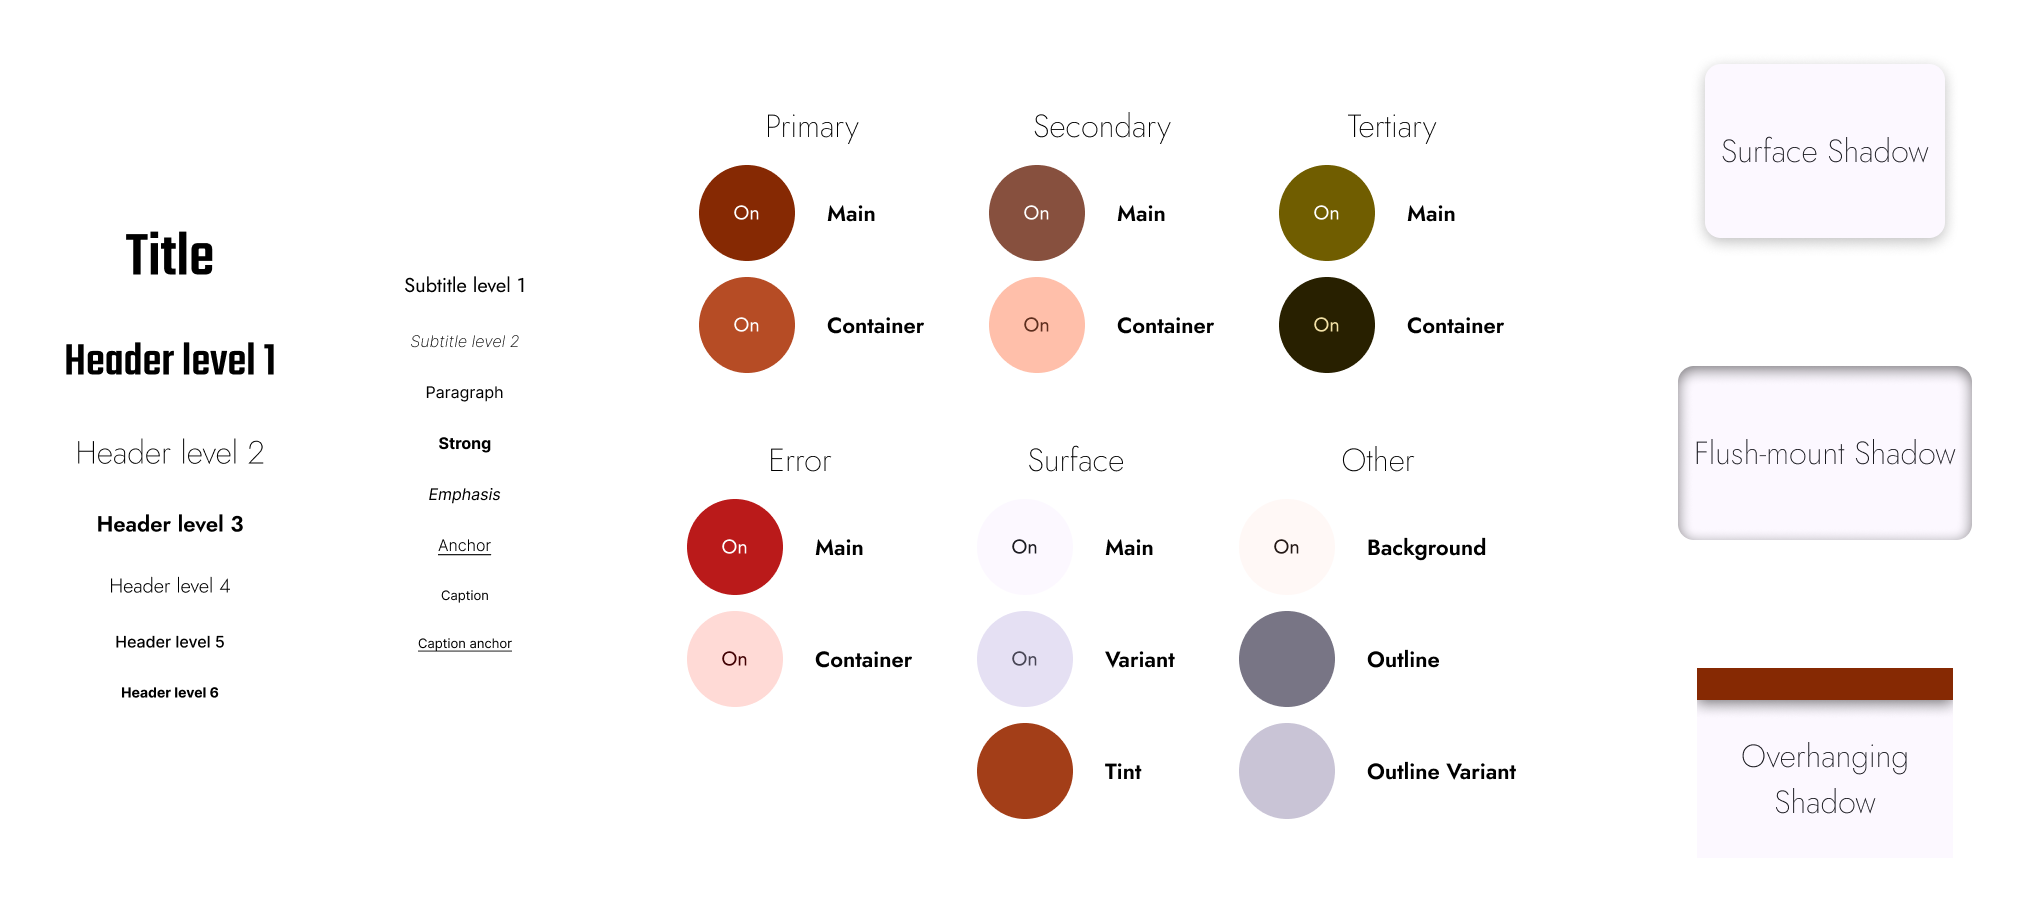 Title
Header level 1
Header level 2
Header level 3
Header level 4
Header level 5
Header level 6
Subtitle level 1
Subtitle level 2
Paragraph
Strong
Emphasis
Anchor
Caption
Caption anchor
Primary
On Main
On Container
Secondary
On Main
On Container
Tertiary
On Main
On Container
Error
On Main
On Container
Surface
On Main
On Variant
Tint
Other
On Background
Outline
Outline Variant
Surface Shadow
Flush-mount Shadow
Overhanging
Shadow